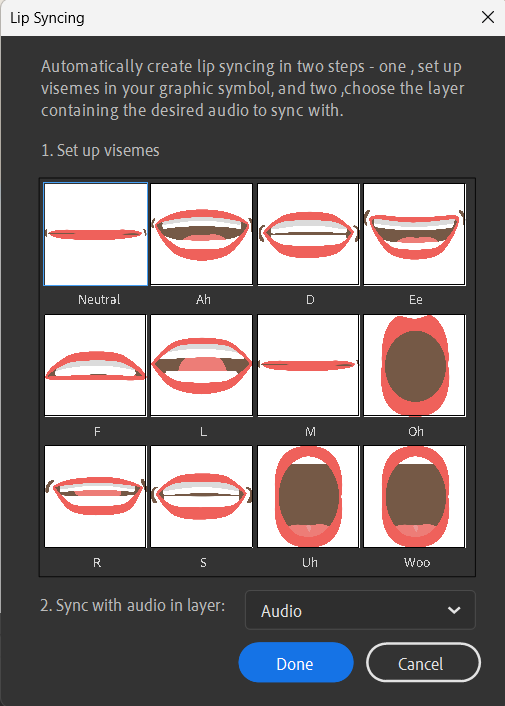 Lip Syncing
Automatically create lip syncing in two steps - one , set up
visemes in your graphic symbol, and two ,choose the layer
containing the desired audio to sync with.
1. Set up visemes
Neutral Ah D Ee
F L M Oh
R S Uh Woo
2. Sync with audio in layer: Audio
Done Cancel